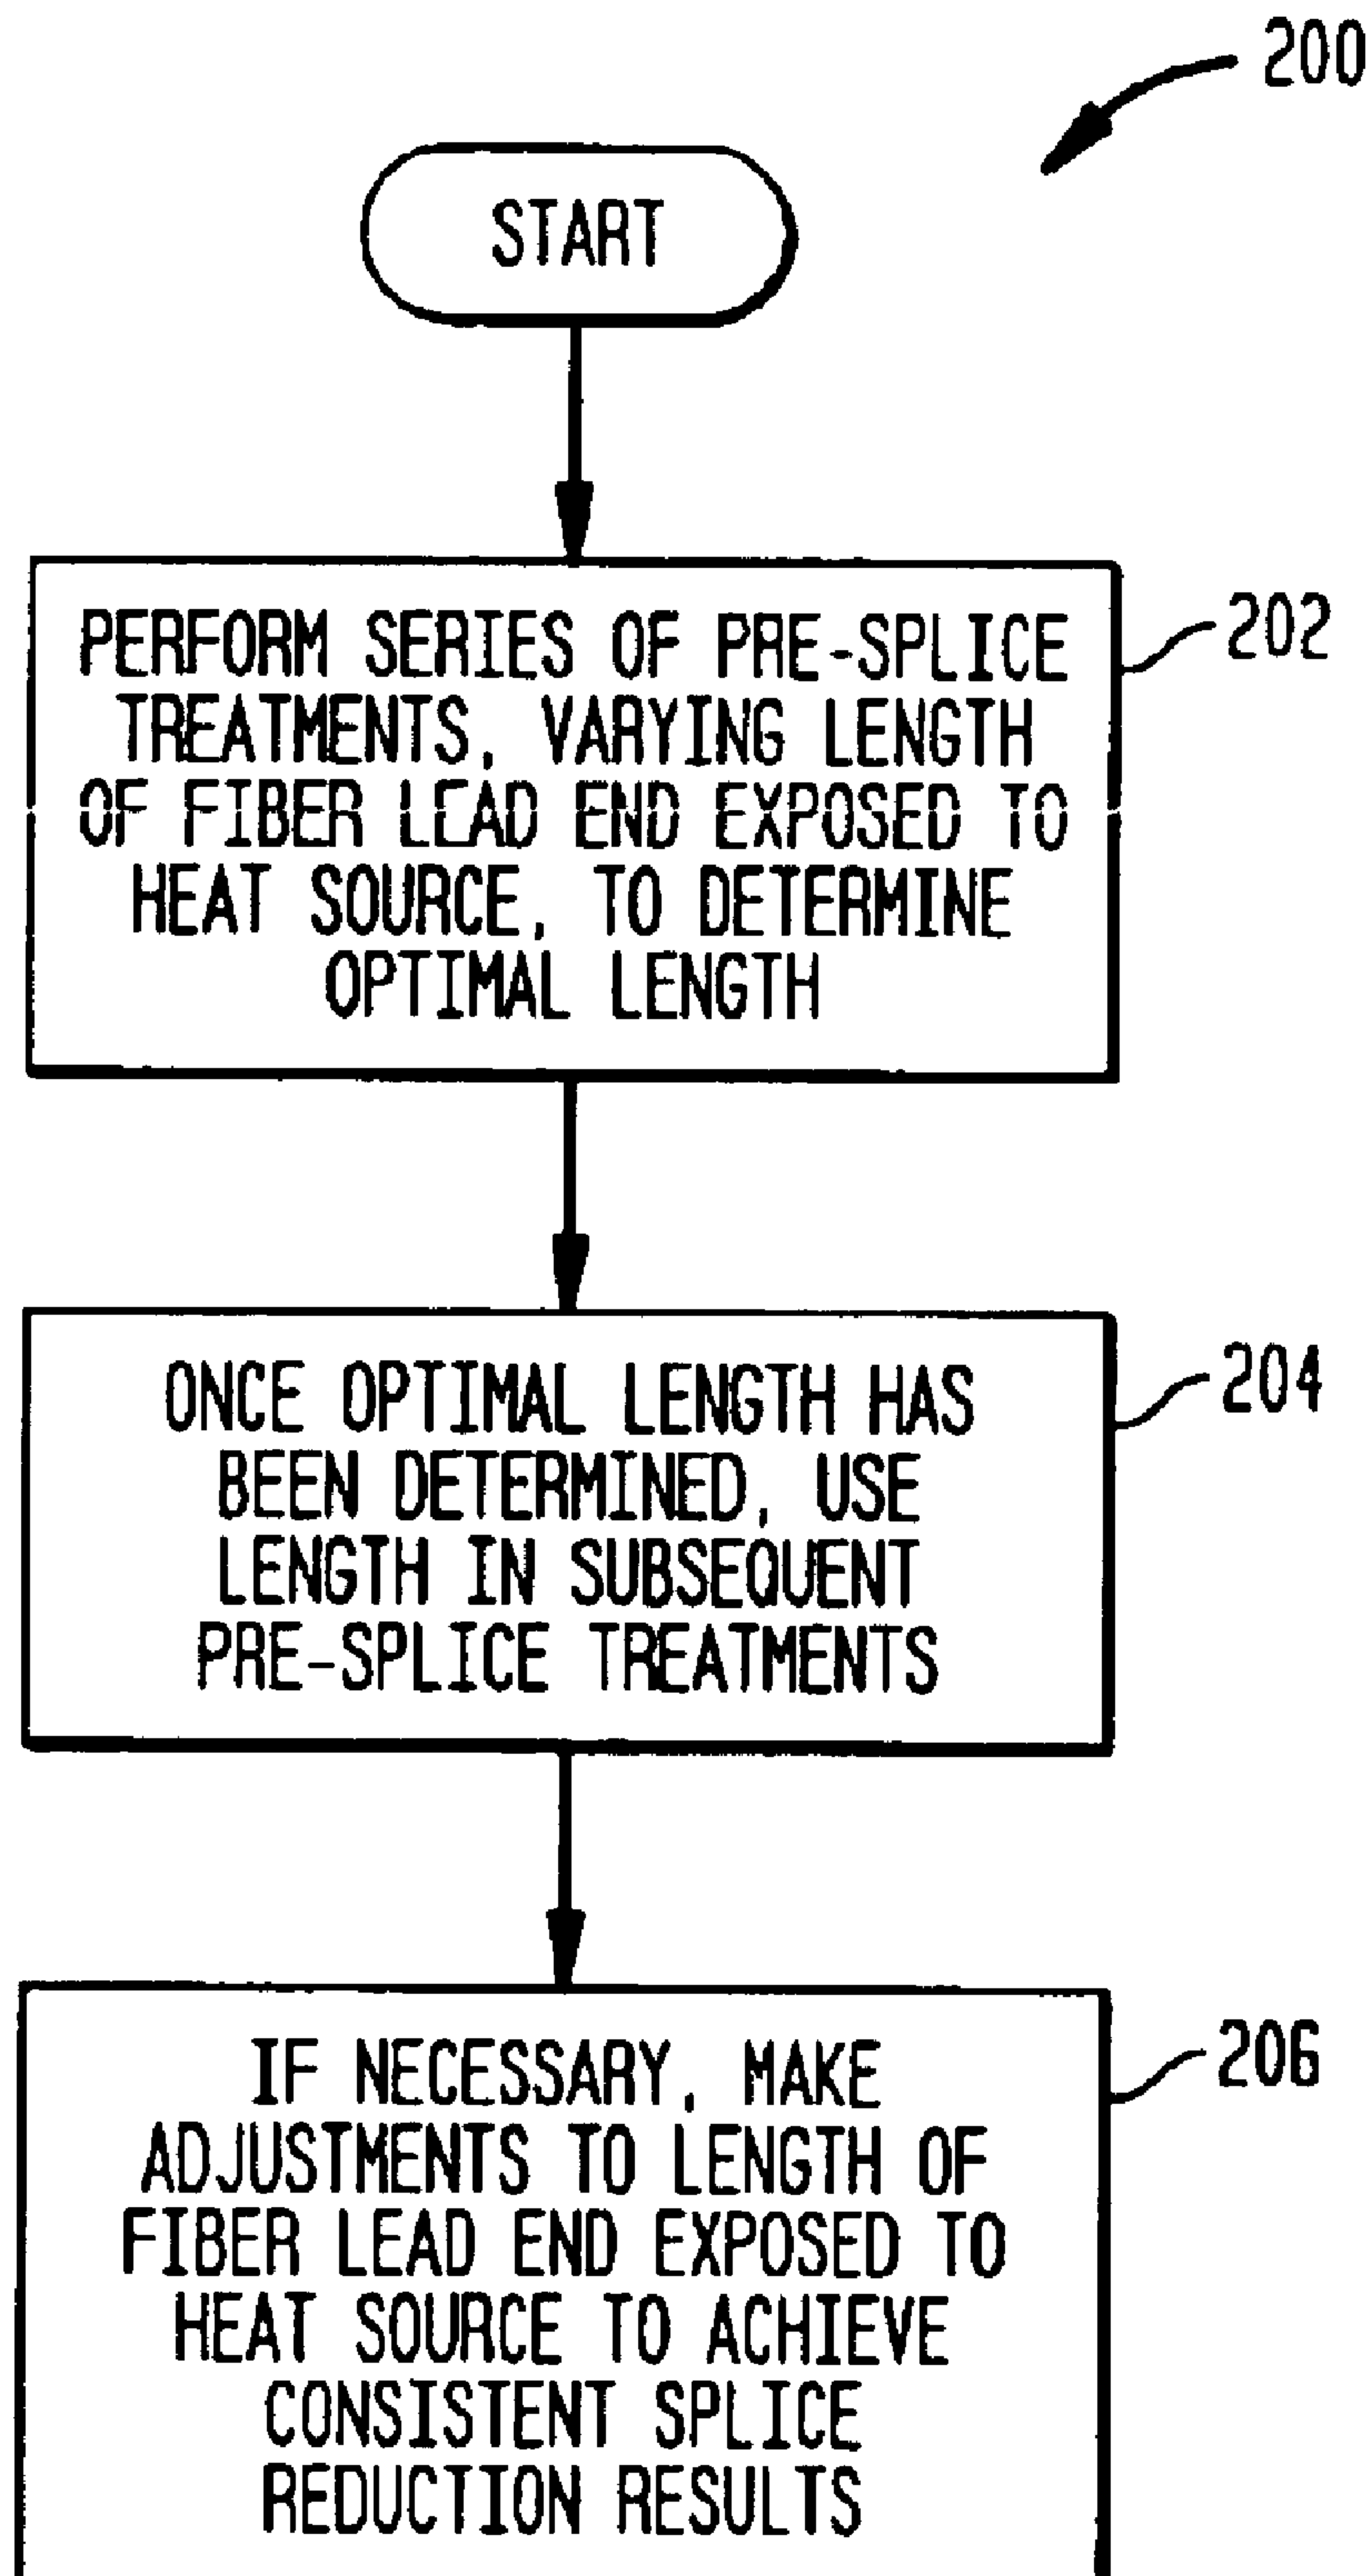 200
START
PERFORM SERIES OF PRE-SPLICE
TREATMENTS, VARYING LENGTH
OF FIBER LEAD END EXPOSED TO
HEAT SOURCE, TO DETERMINE
OPTIMAL LENGTH
202
ONCE OPTIMAL LENGTH HAS
BEEN DETERMINED, USE
LENGTH IN SUBSEQUENT
PRE-SPLICE TREATMENTS
204
IF NECESSARY, MAKE
ADJUSTMENTS TO LENGTH OF
FIBER LEAD END EXPOSED TO
HEAT SOURCE TO ACHIEVE
CONSISTENT SPLICE
REDUCTION RESULTS
206